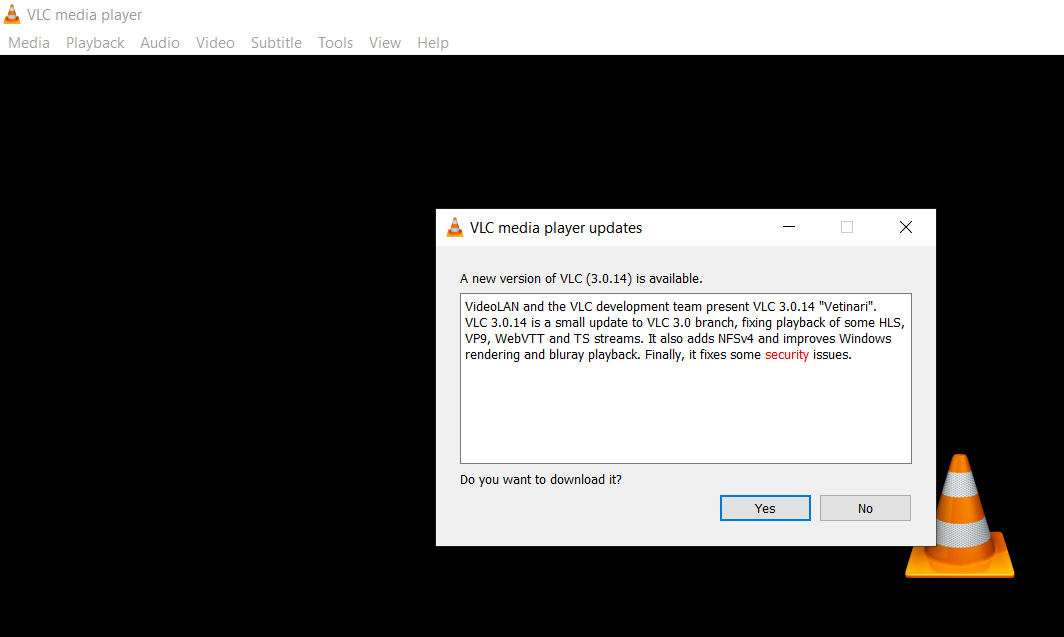 VLC media player
Media Playback Audio Video Subtitle Tools View Help
VLC media player updates
A new version of VLC (3.0.14) is available.
VideoLAN and the VLC development team present VLC 3.0.14 "Vetinari".
VLC 3.0.14 is a small update to VLC 3.0 branch, fixing playback of some HLS,
VP9, WebVTT and TS streams. It also adds NFSv4 and improves Windows
rendering and bluray playback. Finally, it fixes some security issues.
Do you want to download it?
Yes No